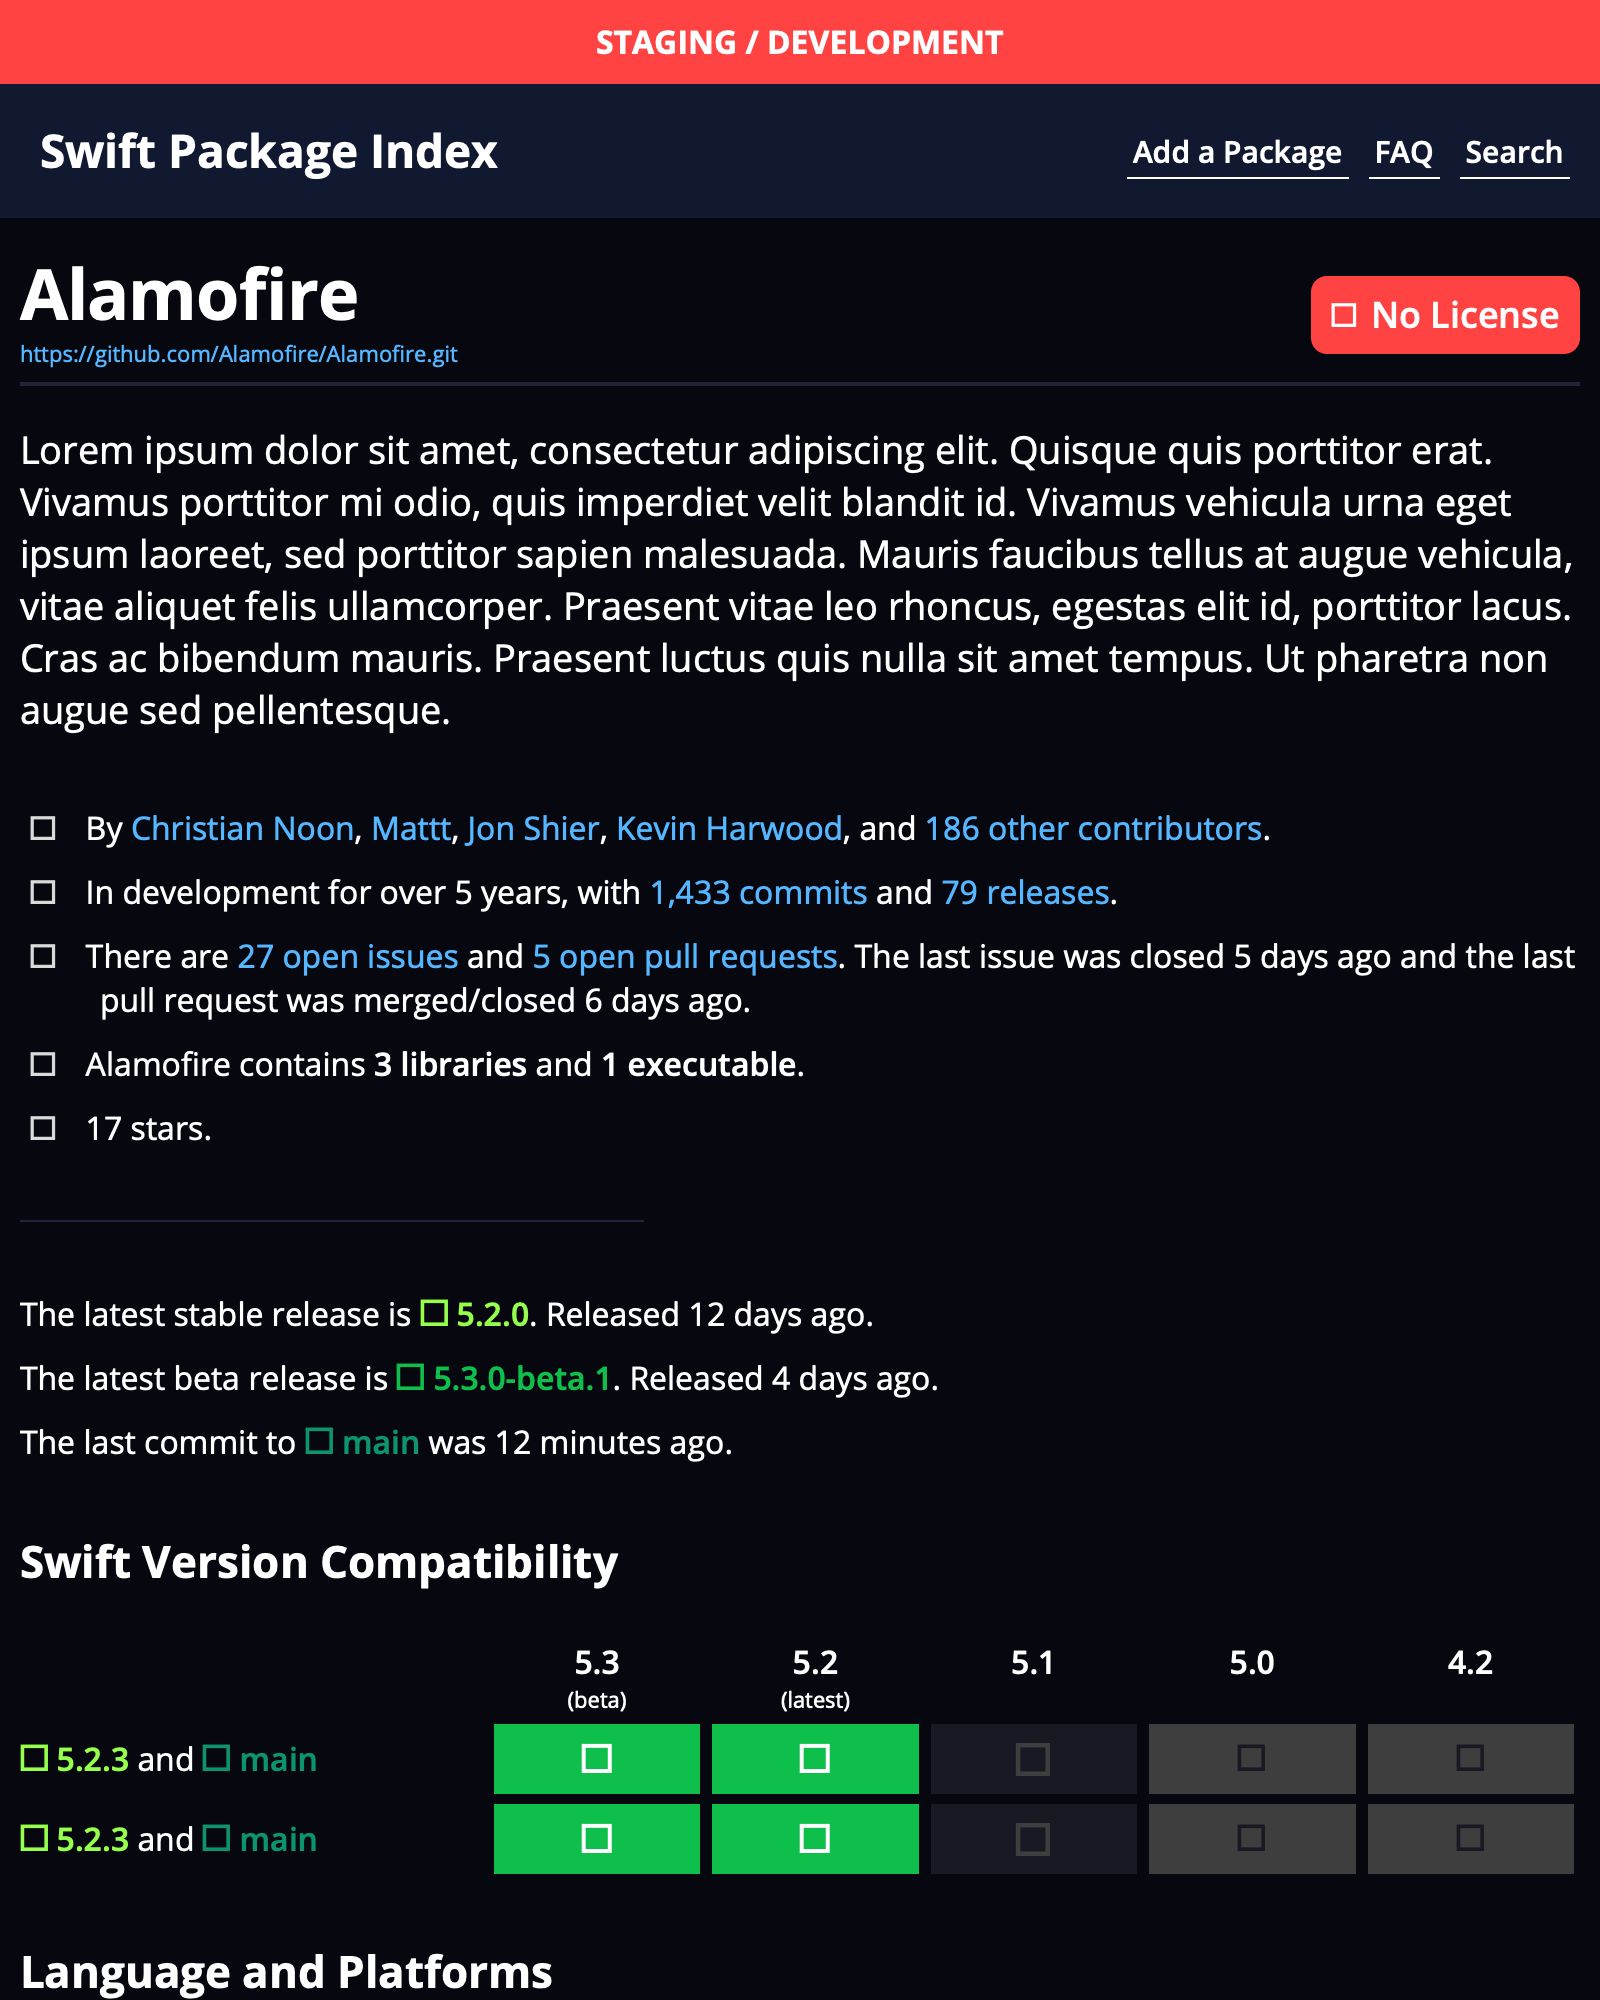 STAGING / DEVELOPMENT
Swift Package Index
Add a Package FAQ Search
Alamofire
No License
https://github.com/Alamofire/Alamofire.git
Lorem ipsum dolor sit amet, consectetur adipiscing elit. Quisque quis porttitor erat.
Vivamus porttitor mi odio, quis imperdiet velit blandit id. Vivamus vehicula urna eget
ipsum laoreet, sed porttitor sapien malesuada. Mauris faucibus tellus at augue vehicula,
vitae aliquet felis ullamcorper. Praesent vitae leo rhoncus, egestas elit id, porttitor lacus.
Cras ac bibendum mauris. Praesent luctus quis nulla sit amet tempus. Ut pharetra non
augue sed pellentesque.
By Christian Noon, Mattt, Jon Shier, Kevin Harwood, and 186 other contributors.
In development for over 5 years, with 1,433 commits and 79 releases.
There are 27 open issues and 5 open pull requests. The last issue was closed 5 days ago and the last
pull request was merged/closed 6 days ago.
Alamofire contains 3 libraries and 1 executable.
17 stars.
The latest stable release is 5.2.0. Released 12 days ago.
The latest beta release is 5.3.0-beta.1. Released 4 days ago.
The last commit to main was 12 minutes ago.
Swift Version Compatibility
5.3 5.2 5.1 5.0 4.2
(beta) (latest)
5.2.3 and main
5.2.3 and main
Language and Platforms